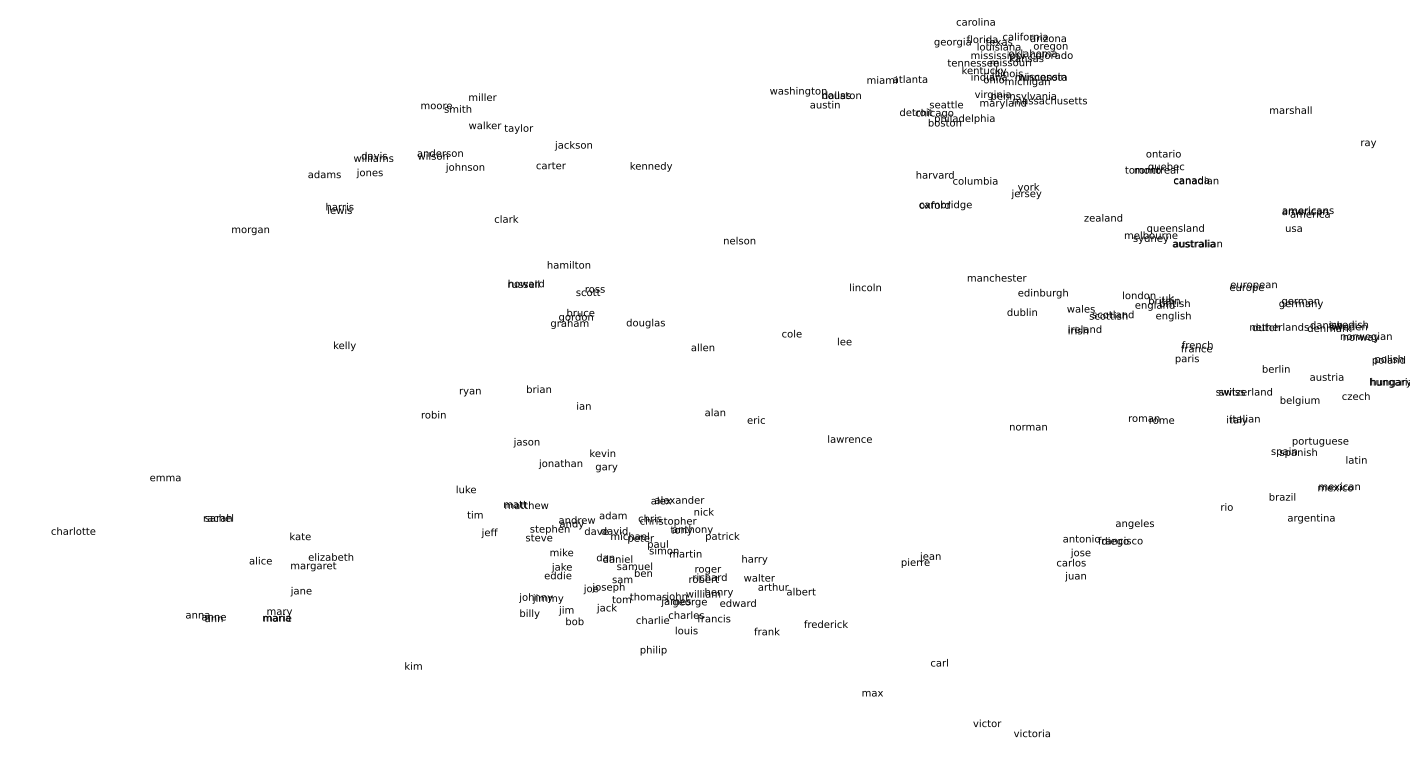 carolina
georgia florida texas california arizona
louisiana oregon
mississippi oklahoma colorado
tennessee missouri kansas
kentucky illinois
miami atlanta indiana ohio michigan wisconsin
washington dallas houston virginia pennsylvania
austin seattle maryland massachusetts
detroit chicago philadelphia
boston
marshall
ray
miller
moore smith
walker taylor
jackson
davis williams anderson wilson
adams jones johnson carter kennedy
harris lewis
clark
morgan
nelson
harvard columbia york
jersey
oxford cambridge
ontario
quebec
toronto montreal
canada canadian
zealand
queensland
melbourne
sydney
australia
americans
america
usa
hamilton
howard russell ross
scott
bruce
gordon
graham douglas
lincoln
manchester
edinburgh
dublin wales scotland
scottish
ireland irish
london
uk
british
england
english
european
europe
german
germany
netherlands dutch
swedish
denmark
norwegian
norway
french
france
paris
polish
poland
berlin austria
hungary
switzerland
belgium czech
kelly
cole
allen lee
ryan brian
robin ian alan
eric
jason
lawrence
norman
roman rome
italian italy
jonathan kevin
gary
portuguese
spain spanish
latin
emma
luke
matt matthew
alex alexander
mexican
mexico
brazil
rio
argentina
charlotte
sarah rachel
tim
jeff
stephen andrew adam chris nick
andy christopher
steve dave david tony anthony
michael peter patrick
paul
simon martin
angeles
antonio diego francisco
jose
carlos
juan
kate
alice elizabeth
margaret
jane
mary
anna anne ann
marie maria
mike dan daniel harry
jake samuel roger
eddie ben richard walter
sam robert
joe joseph arthur
johnny jimmy tom thomas john william henry albert
james george edward
billy jim jack
bob charlie charles francis
louis frank frederick
philip
jean
pierre
kim
carl
max
victor
victoria